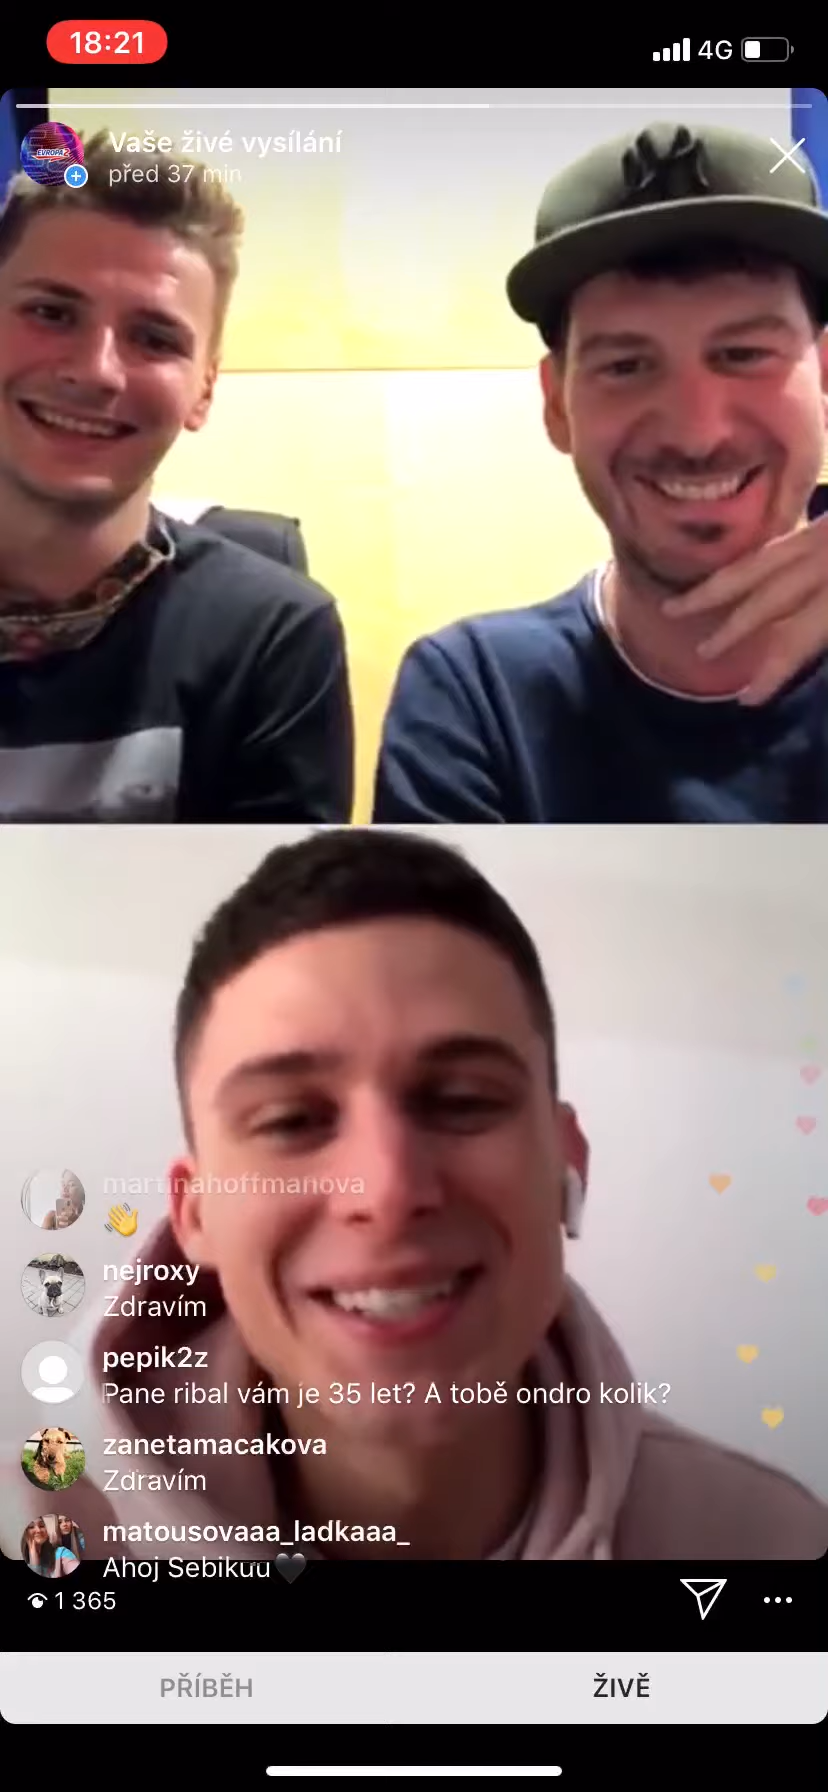 18:21
4G
Vaše živé vysílání
před 37 min
EVROPA2
martinahoffmanova
👋
nejroxy
Zdravím
pepik2z
Pane ribal vám je 35 let? A tobě ondro kolik?
zanetamacakova
Zdravím
matousovaaa_ladkaaa_
Ahoj Sebikuu🖤
1 365
PŘÍBĚH
ŽIVĚ